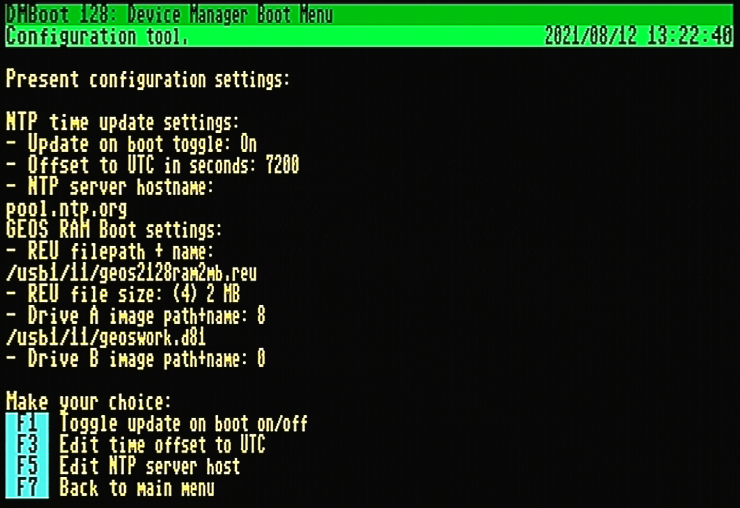 DMBoot 128: Device Manager Boot Menu
Configuration tool. 2021/08/12 13:22:40
Present configuration settings:
NTP time update settings:
- Update on boot toggle: On
- Offset to UTC in seconds: 7200
- NTP server hostname:
pool.ntp.org
GEOS RAM Boot settings:
- REU filepath + name:
/usb1/11/geos2128ram2mb.reu
- REU file size: (4) 2 MB
- Drive A image path+name: 8
/usb1/11/geoswork.d81
- Drive B image path+name: 0
Make your choice:
F1 Toggle update on boot on/off
F3 Edit time offset to UTC
F5 Edit NTP server host
F7 Back to main menu